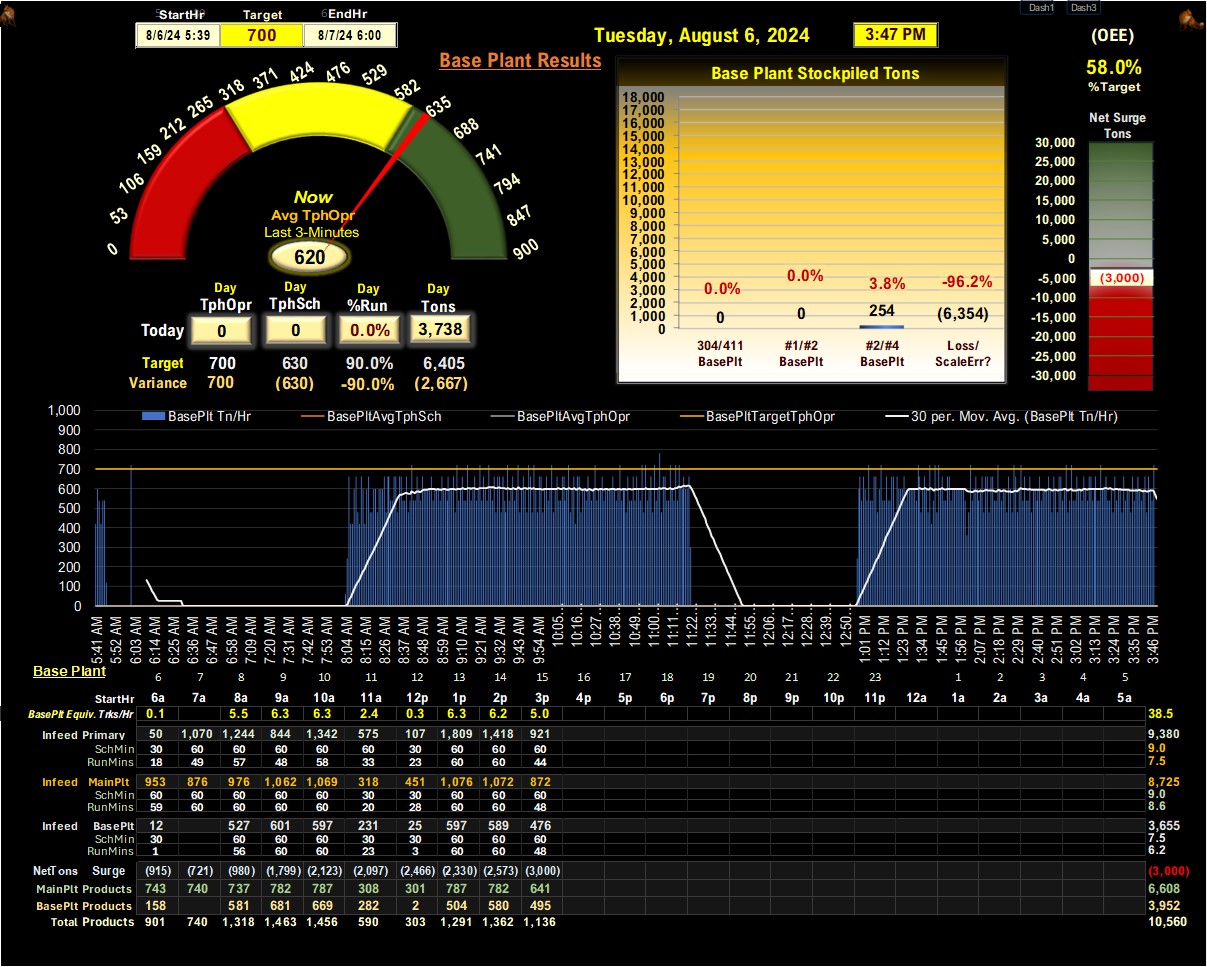 StartHr Target EndHr Dash1 Dash3
8/6/24 5:39 700 8/7/24 6:00
Tuesday, August 6, 2024 3:47 PM
(OEE)
58.0%
%Target
Base Plant Results
Base Plant Stockpiled Tons
0 53 106 159 212 265 318 371 424 476 529 582 635 688 741 794 847 900
Now
Avg TphOpr
Last 3-Minutes
620
18,000
17,000
16,000
15,000
14,000
13,000
12,000
11,000
10,000
9,000
8,000
7,000
6,000
5,000
4,000
3,000
2,000
1,000
0
0.0% 0.0% 3.8% -96.2%
0 0 254 (6,354)
304/411 #1/#2 #2/#4 Loss/
BasePlt BasePlt BasePlt ScaleErr?
Net Surge
Tons
30,000
25,000
20,000
15,000
10,000
5,000
0
-5,000 (3,000)
-10,000
-15,000
-20,000
-25,000
-30,000
Day Day Day Day
TphOpr TphSch %Run Tons
Today 0 0 0.0% 3,738
Target 700 630 90.0% 6,405
Variance 700 (630) -90.0% (2,667)
BasePlt Tn/Hr BasePltAvgTphSch BasePltAvgTphOpr BasePltTargetTphOpr 30 per. Mov. Avg. (BasePlt Tn/Hr)
1,000
900
800
700
600
500
400
300
200
100
0
5:41 AM 5:52 AM 6:03 AM 6:14 AM 6:25 AM 6:36 AM 6:47 AM 6:58 AM 7:09 AM 7:20 AM 7:31 AM 7:42 AM 7:53 AM 8:04 AM 8:15 AM 8:26 AM 8:37 AM 8:48 AM 8:59 AM 9:10 AM 9:21 AM 9:32 AM 9:43 AM 9:54 AM 10:05… 10:16… 10:27… 10:38… 10:49… 11:00… 11:11… 11:22… 11:33… 11:44… 11:55… 12:06… 12:17… 12:28… 12:39… 12:50… 1:01 PM 1:12 PM 1:23 PM 1:34 PM 1:45 PM 1:56 PM 2:07 PM 2:18 PM 2:29 PM 2:40 PM 2:51 PM 3:02 PM 3:13 PM 3:24 PM 3:35 PM 3:46 PM
Base Plant 6 7 8 9 10 11 12 13 14 15 16 17 18 19 20 21 22 23 1 2 3 4 5
StartHr 6a 7a 8a 9a 10a 11a 12p 1p 2p 3p 4p 5p 6p 7p 8p 9p 10p 11p 12a 1a 2a 3a 4a 5a
BasePlt Equiv. Trks/Hr 0.1 5.5 6.3 6.3 2.4 0.3 6.3 6.2 5.0 38.5
Infeed Primary 50 1,070 1,244 844 1,342 575 107 1,809 1,418 921 9,380
SchMin 30 60 60 60 60 60 30 60 60 60 9.0
RunMins 18 49 57 48 58 33 23 60 60 44 7.5
Infeed MainPlt 953 876 976 1,062 1,069 318 451 1,076 1,072 872 8,725
SchMin 60 60 60 60 60 30 30 60 60 60 9.0
RunMins 59 60 60 60 60 20 28 60 60 48 8.6
Infeed BasePlt 12 527 601 597 231 25 597 589 476 3,655
SchMin 30 60 60 60 30 30 60 60 60 7.5
RunMins 1 56 60 60 23 3 60 60 48 6.2
NetTons Surge (915) (721) (980) (1,799) (2,123) (2,097) (2,466) (2,330) (2,573) (3,000) (3,000)
MainPlt Products 743 740 737 782 787 308 301 787 782 641 6,608
BasePlt Products 158 581 681 669 282 2 504 580 495 3,952
Total Products 901 740 1,318 1,463 1,456 590 303 1,291 1,362 1,136 10,560